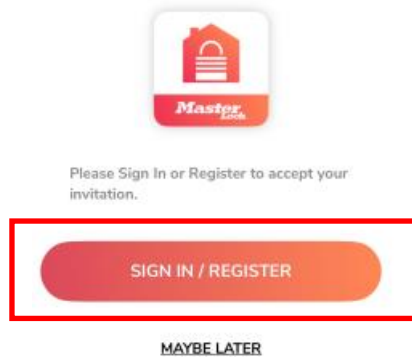 Master
Lock
Please Sign In or Register to accept your
invitation.
SIGN IN / REGISTER
MAYBE LATER